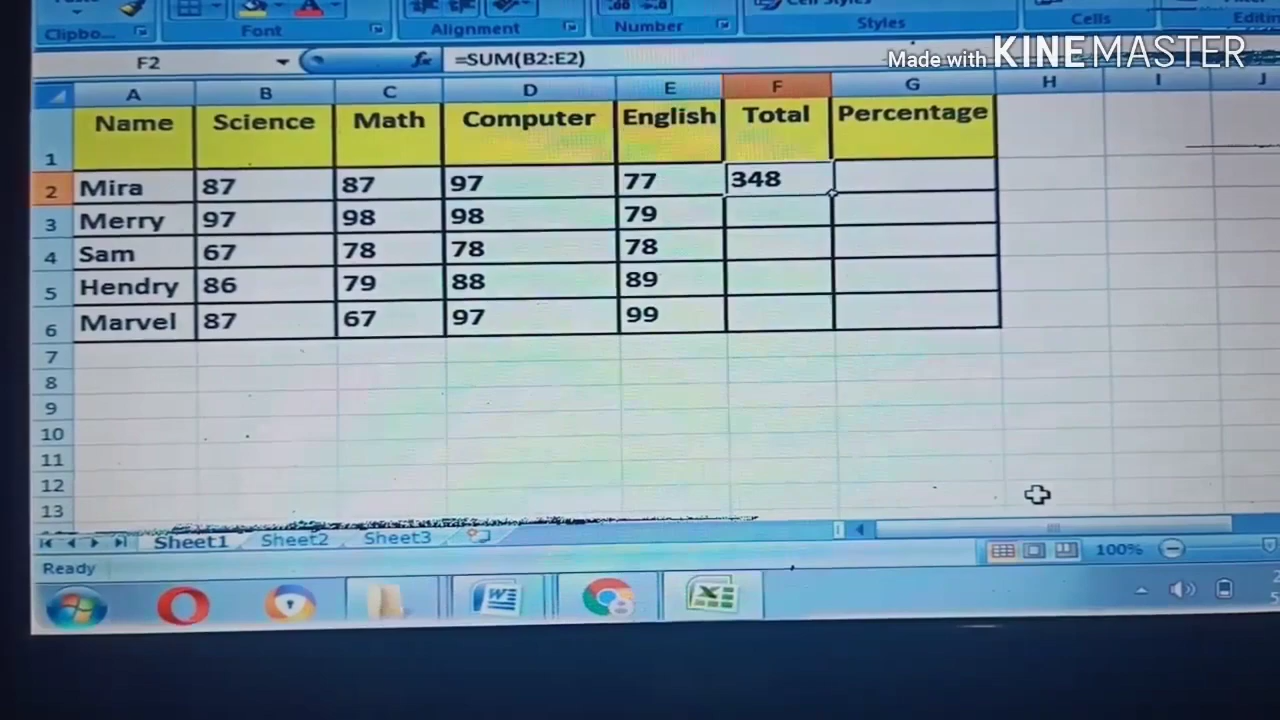 Clipbo...
Font
Alignment
Number
Styles
Cells
F2
fx
=SUM(B2:E2)
Made with KINEMASTER
A B C D E F G H I J
1 Name Science Math Computer English Total Percentage
2 Mira 87 87 97 77 348
3 Merry 97 98 98 79
4 Sam 67 78 78 78
5 Hendry 86 79 88 89
6 Marvel 87 67 97 99
7
8
9
10
11
12
13
Sheet1 Sheet2 Sheet3
Ready
100%